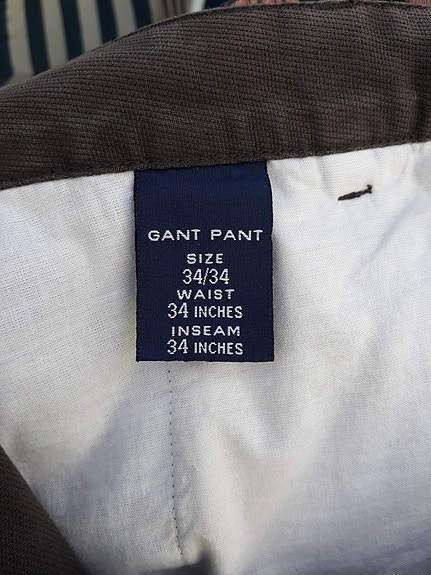 GANT PANT
SIZE
34/34
WAIST
34 INCHES
INSEAM
34 INCHES